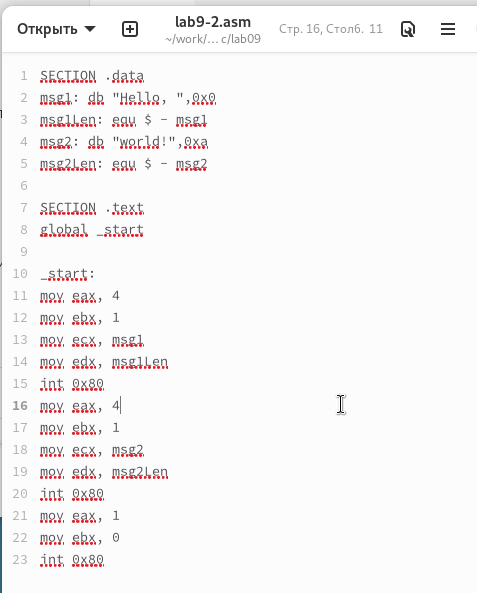 Открыть
lab9-2.asm
~/work/… c/lab09
Стр. 16, Столб. 11
1 SECTION .data
2 msg1: db "Hello, ",0x0
3 msg1Len: equ $ - msg1
4 msg2: db "world!",0xa
5 msg2Len: equ $ - msg2
6
7 SECTION .text
8 global _start
9
10 _start:
11 mov eax, 4
12 mov ebx, 1
13 mov ecx, msg1
14 mov edx, msg1Len
15 int 0x80
16 mov eax, 4
17 mov ebx, 1
18 mov ecx, msg2
19 mov edx, msg2Len
20 int 0x80
21 mov eax, 1
22 mov ebx, 0
23 int 0x80